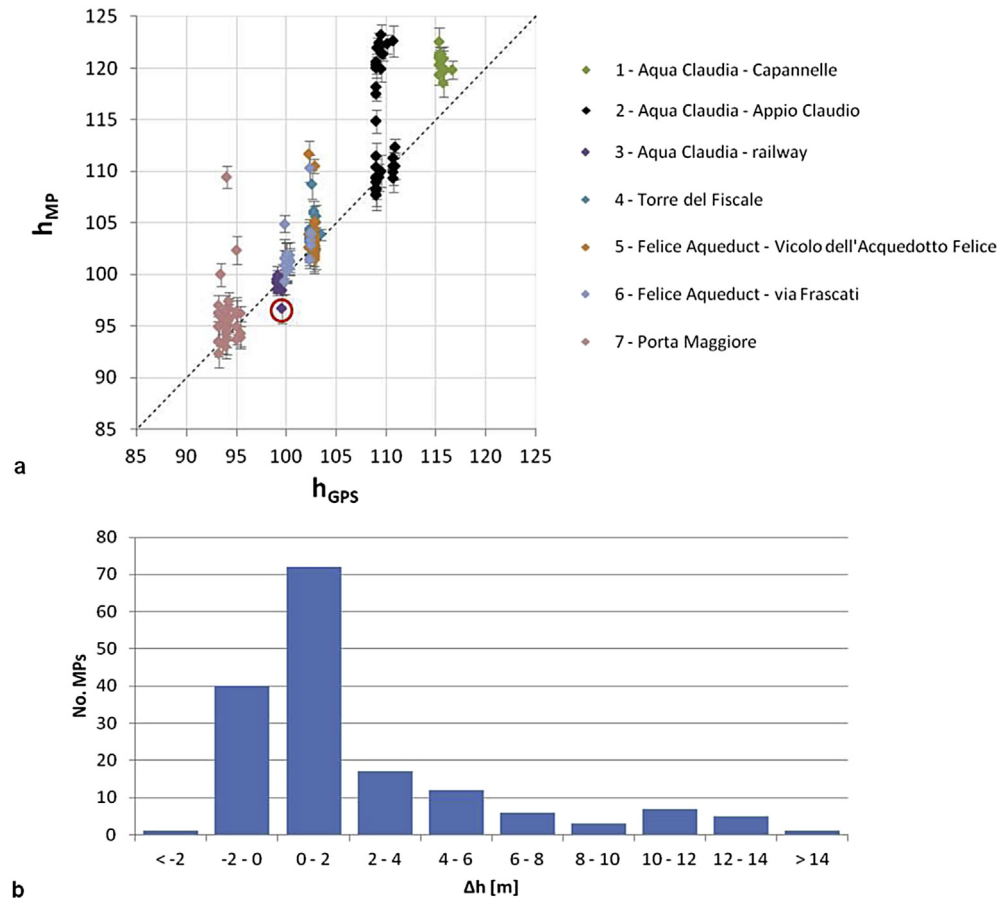 125
120
115
110
105
100
95
90
85
h_MP
85 90 95 100 105 110 115 120 125
h_GPS
1 - Aqua Claudia - Capannelle
2 - Aqua Claudia - Appio Claudio
3 - Aqua Claudia - railway
4 - Torre del Fiscale
5 - Felice Aqueduct - Vicolo dell'Acquedotto Felice
6 - Felice Aqueduct - via Frascati
7 - Porta Maggiore
a
80
70
60
50
40
30
20
10
0
No. MPs
< -2 -2 - 0 0 - 2 2 - 4 4 - 6 6 - 8 8 - 10 10 - 12 12 - 14 > 14
Δh [m]
b